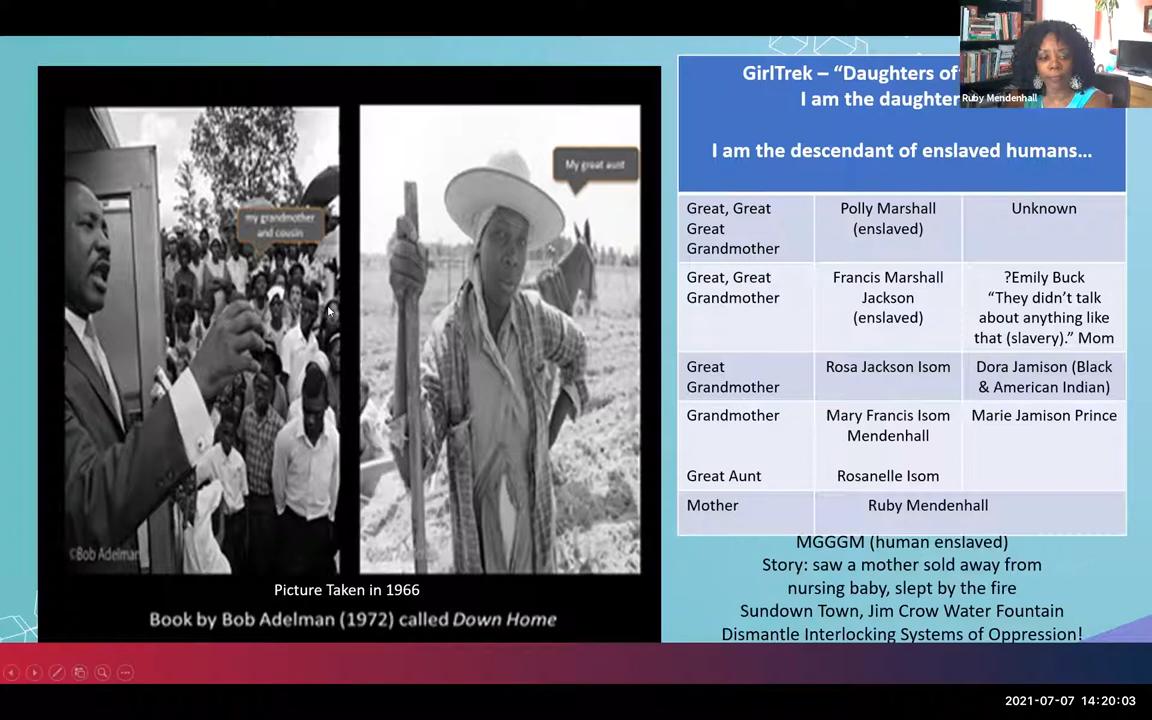 my grandmother
and cousin
My great aunt
©Bob Adelman
Picture Taken in 1966
Book by Bob Adelman (1972) called Down Home
GirlTrek – “Daughters of
I am the daughter
I am the descendant of enslaved humans…
Great, Great
Great
Grandmother
Polly Marshall
(enslaved)
Unknown
Great, Great
Grandmother
Francis Marshall
Jackson
(enslaved)
?Emily Buck
“They didn’t talk
about anything like
that (slavery).” Mom
Great
Grandmother
Rosa Jackson Isom
Dora Jamison (Black
& American Indian)
Grandmother
Mary Francis Isom
Mendenhall
Marie Jamison Prince
Great Aunt
Rosanelle Isom
Mother
Ruby Mendenhall
MGGGM (human enslaved)
Story: saw a mother sold away from
nursing baby, slept by the fire
Sundown Town, Jim Crow Water Fountain
Dismantle Interlocking Systems of Oppression!
Ruby Mendenhall
2021-07-07 14:20:03